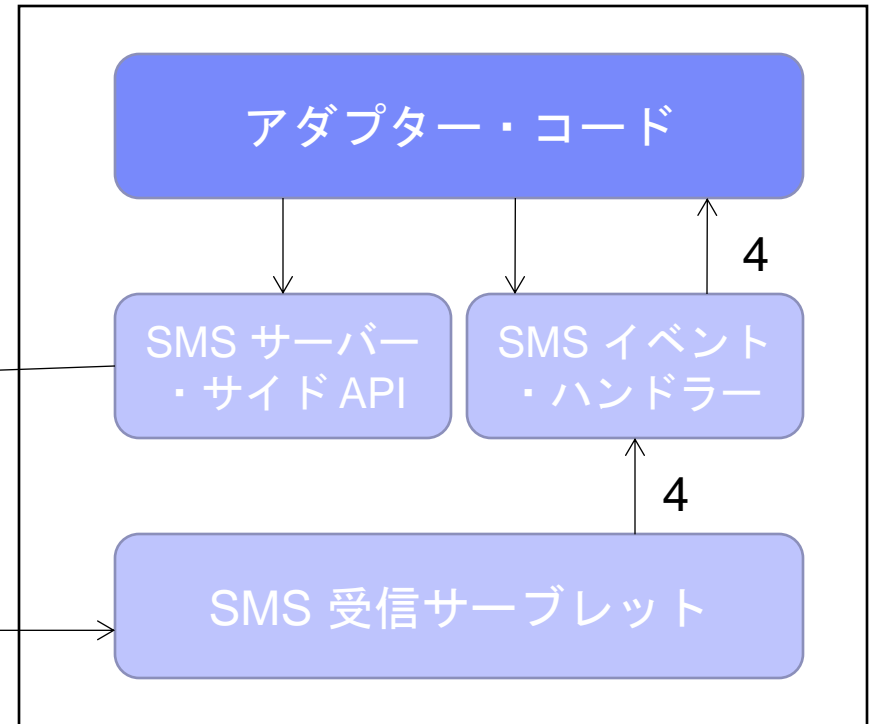 アダプター・コード
4
SMS サーバー
・サイド API
SMS イベント
・ハンドラー
4
SMS 受信サーブレット